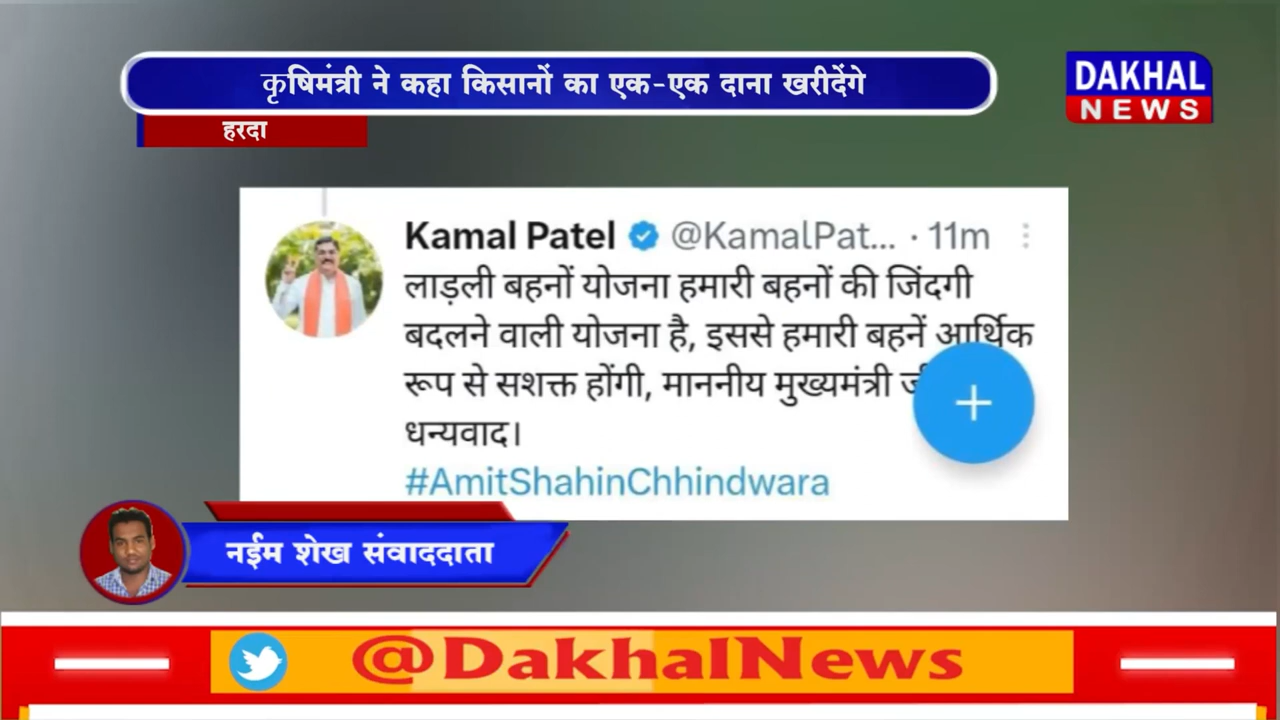 कृषिमंत्री ने कहा किसानों का एक-एक दाना खरीदेंगे
DAKHAL
NEWS
हरदा
Kamal Patel @KamalPat... · 11m
लाड़ली बहनों योजना हमारी बहनों की जिंदगी
बदलने वाली योजना है, इससे हमारी बहनें आर्थिक
रूप से सशक्त होंगी, माननीय मुख्यमंत्री
धन्यवाद।
#AmitShahinChhindwara
नईम शेख संवाददाता
@DakhalNews